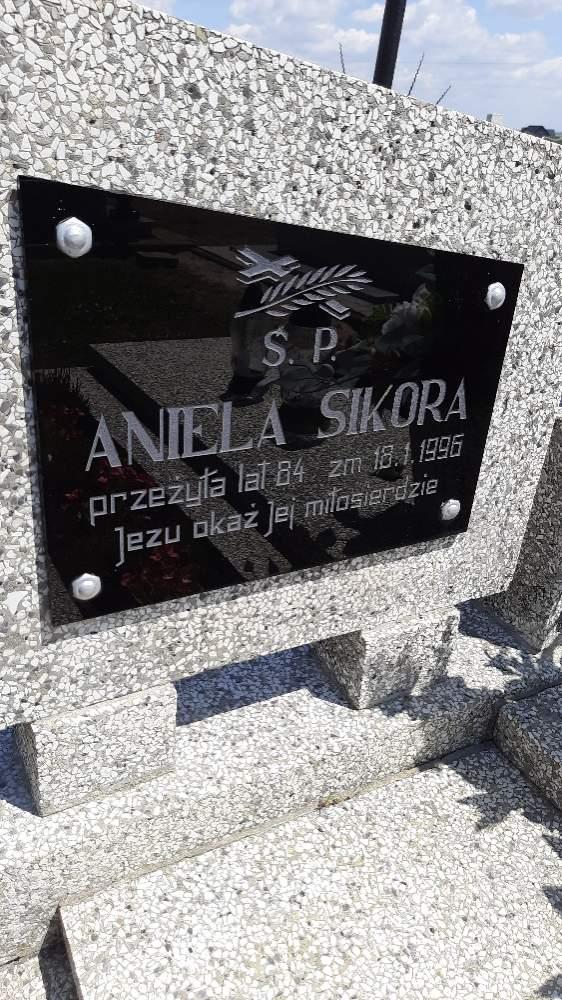 Ś. P.
ANIELA SIKORA
przeżyła lat 84 zm 18.1.1996
Jezu okaż Jej miłosierdzie